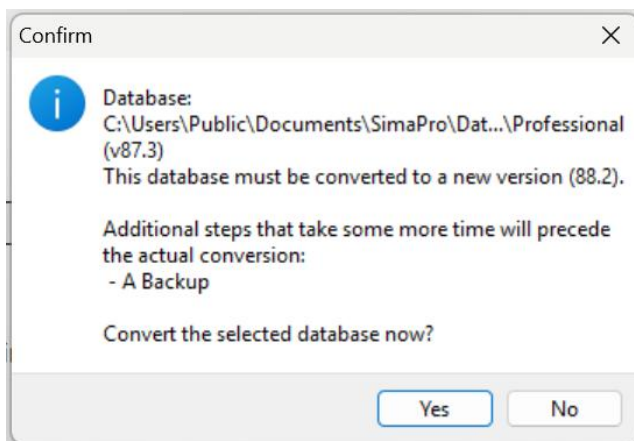 Confirm
Database:
C:\Users\Public\Documents\SimaPro\Dat...\Professional
(v87.3)
This database must be converted to a new version (88.2).
Additional steps that take some more time will precede
the actual conversion:
- A Backup
Convert the selected database now?
Yes No